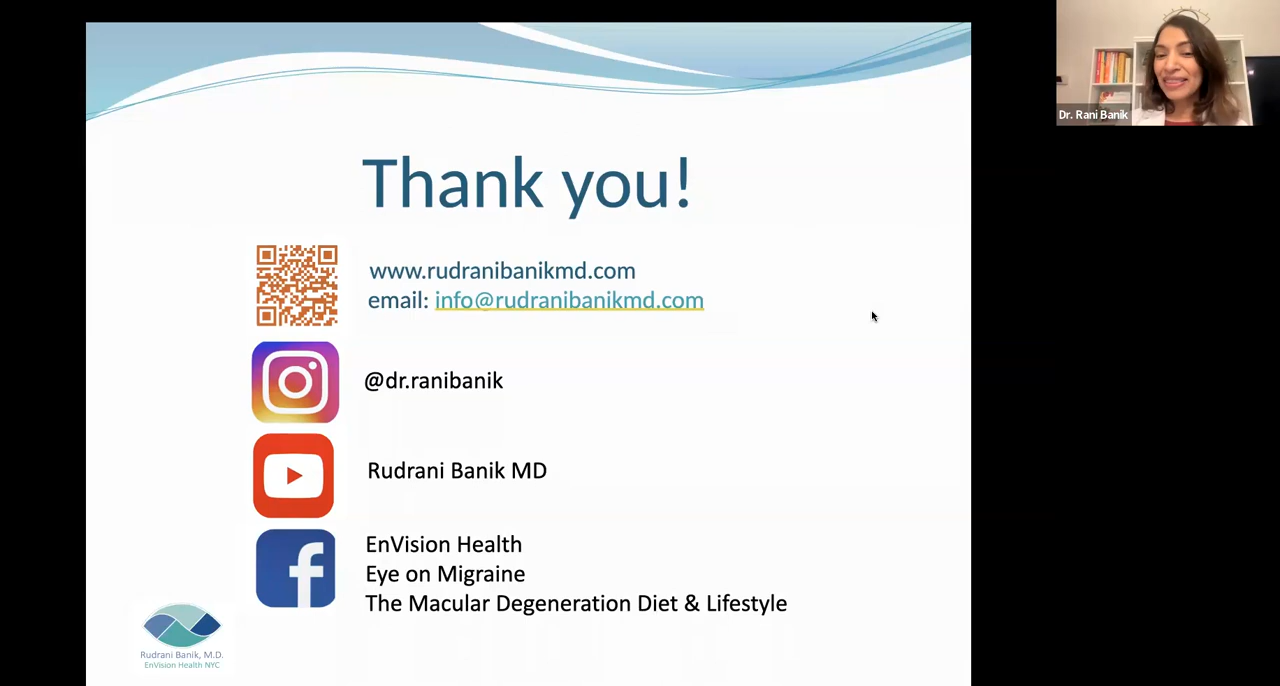 Thank you!
www.rudranibanikmd.com
email: info@rudranibanikmd.com
@dr.ranibanik
Rudrani Banik MD
EnVision Health
Eye on Migraine
The Macular Degeneration Diet & Lifestyle
Rudrani Banik, M.D.
EnVision Health NYC
Dr. Rani Banik